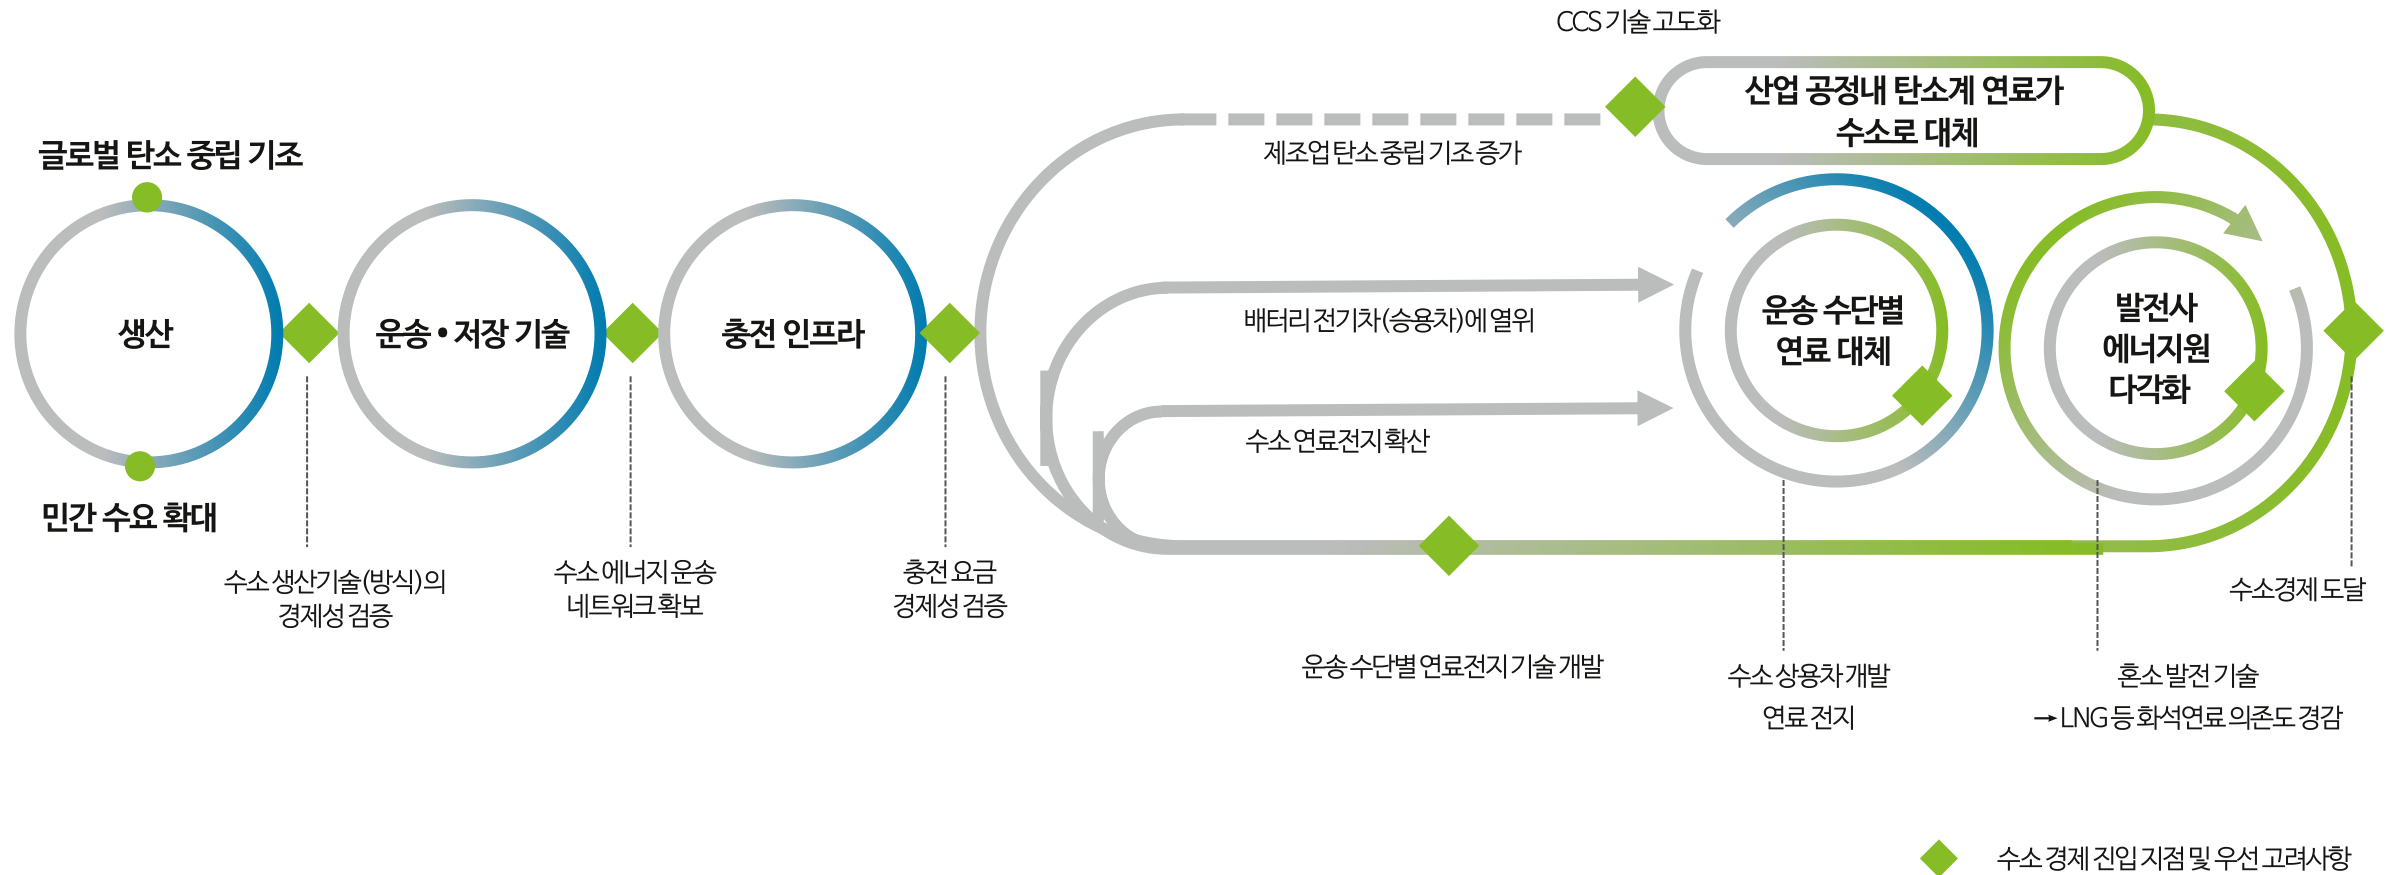 글로벌 탄소 중립 기조
생산
민간 수요 확대
수소 생산기술(방식)의
경제성 검증
운송 • 저장 기술
수소 에너지 운송
네트워크 확보
충전 인프라
충전 요금
경제성 검증
CCS 기술 고도화
산업 공정내 탄소계 연료가
수소로 대체
제조업 탄소 중립 기조 증가
배터리 전기차(승용차)에 열위
수소 연료전지 확산
운송 수단별
연료 대체
발전사
에너지원
다각화
운송 수단별 연료전지 기술 개발
수소 상용차 개발
연료 전지
혼소 발전 기술
→ LNG 등 화석연료 의존도 경감
수소경제 도달
수소 경제 진입 지점 및 우선 고려사항